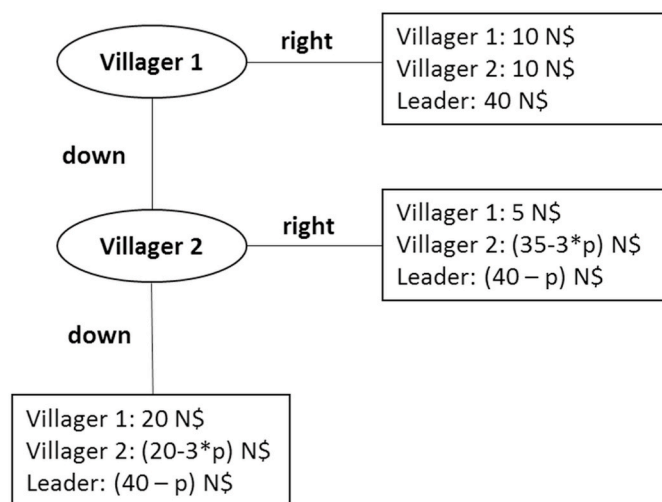 Villager 1
right
Villager 1: 10 N$
Villager 2: 10 N$
Leader: 40 N$
down
Villager 2
right
Villager 1: 5 N$
Villager 2: (35-3*p) N$
Leader: (40 – p) N$
down
Villager 1: 20 N$
Villager 2: (20-3*p) N$
Leader: (40 – p) N$